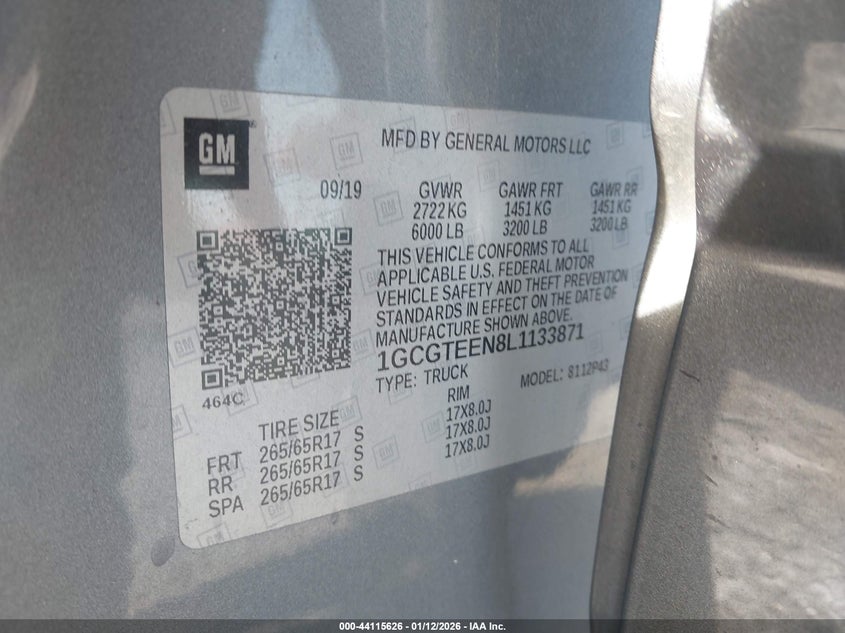 GM
MFD BY GENERAL MOTORS LLC
09/19
GVWR GAWR FRT GAWR RR
2722 KG 1451 KG 1451 KG
6000 LB 3200 LB 3200 LB
THIS VEHICLE CONFORMS TO ALL
APPLICABLE U.S. FEDERAL MOTOR
VEHICLE SAFETY AND THEFT PREVENTION
STANDARDS IN EFFECT ON THE DATE OF
MANUFACTURE SHOWN ABOVE.
1GCGTEEN8L1133871
TYPE: TRUCK MODEL: 8112P43
464C
TIRE SIZE RIM
FRT 265/65R17 S 17X8.0J
RR 265/65R17 S 17X8.0J
SPA 265/65R17 S 17X8.0J
000-44115626 - 01/12/2026 - IAA Inc.